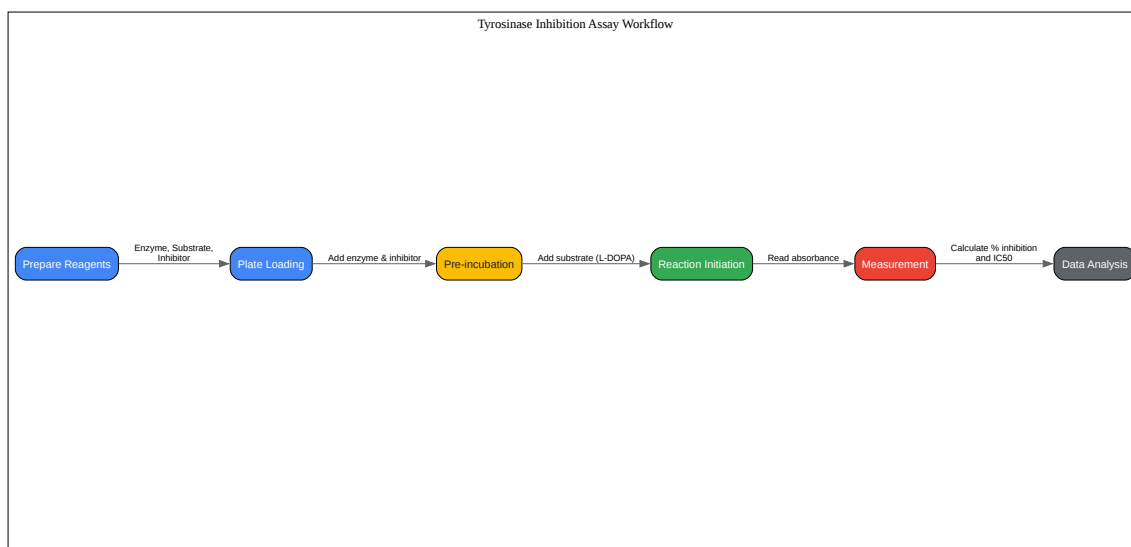 Tyrosinase Inhibition Assay Workflow
Prepare Reagents
Enzyme, Substrate,
Inhibitor
Plate Loading
Add enzyme & inhibitor
Pre-incubation
Add substrate (L-DOPA)
Reaction Initiation
Read absorbance
Measurement
Calculate % inhibition
and IC50
Data Analysis